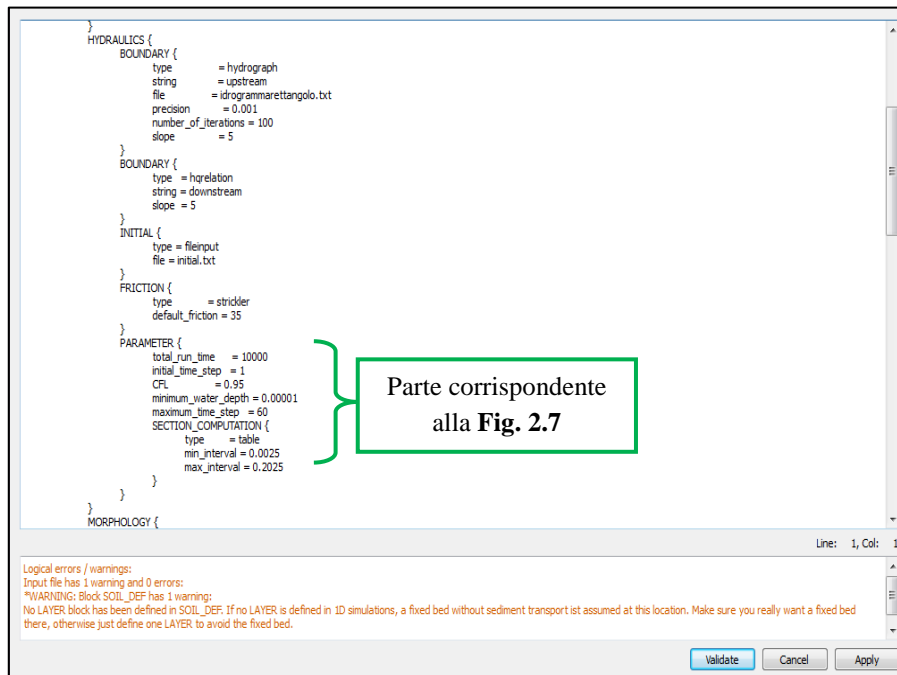 }
HYDRAULICS {
BOUNDARY {
type = hydrograph
string = upstream
file = idrogrammarettangolo.txt
precision = 0.001
number_of_iterations = 100
slope = 5
}
BOUNDARY {
type = hqrelation
string = downstream
slope = 5
}
INITIAL {
type = fileinput
file = initial.txt
}
FRICTION {
type = strickler
default_friction = 35
}
PARAMETER {
total_run_time = 10000
initial_time_step = 1
CFL = 0.95
minimum_water_depth = 0.00001
maximum_time_step = 60
SECTION_COMPUTATION {
type = table
min_interval = 0.0025
max_interval = 0.2025
}
}
}
MORPHOLOGY {
Parte corrispondente
alla Fig. 2.7
Line: 1, Col: 1
Logical errors / warnings:
Input file has 1 warning and 0 errors:
*WARNING: Block SOIL_DEF has 1 warning:
No LAYER block has been defined in SOIL_DEF. If no LAYER is defined in 1D simulations, a fixed bed without sediment transport ist assumed at this location. Make sure you really want a fixed bed
there, otherwise just define one LAYER to avoid the fixed bed.
Validate Cancel Apply